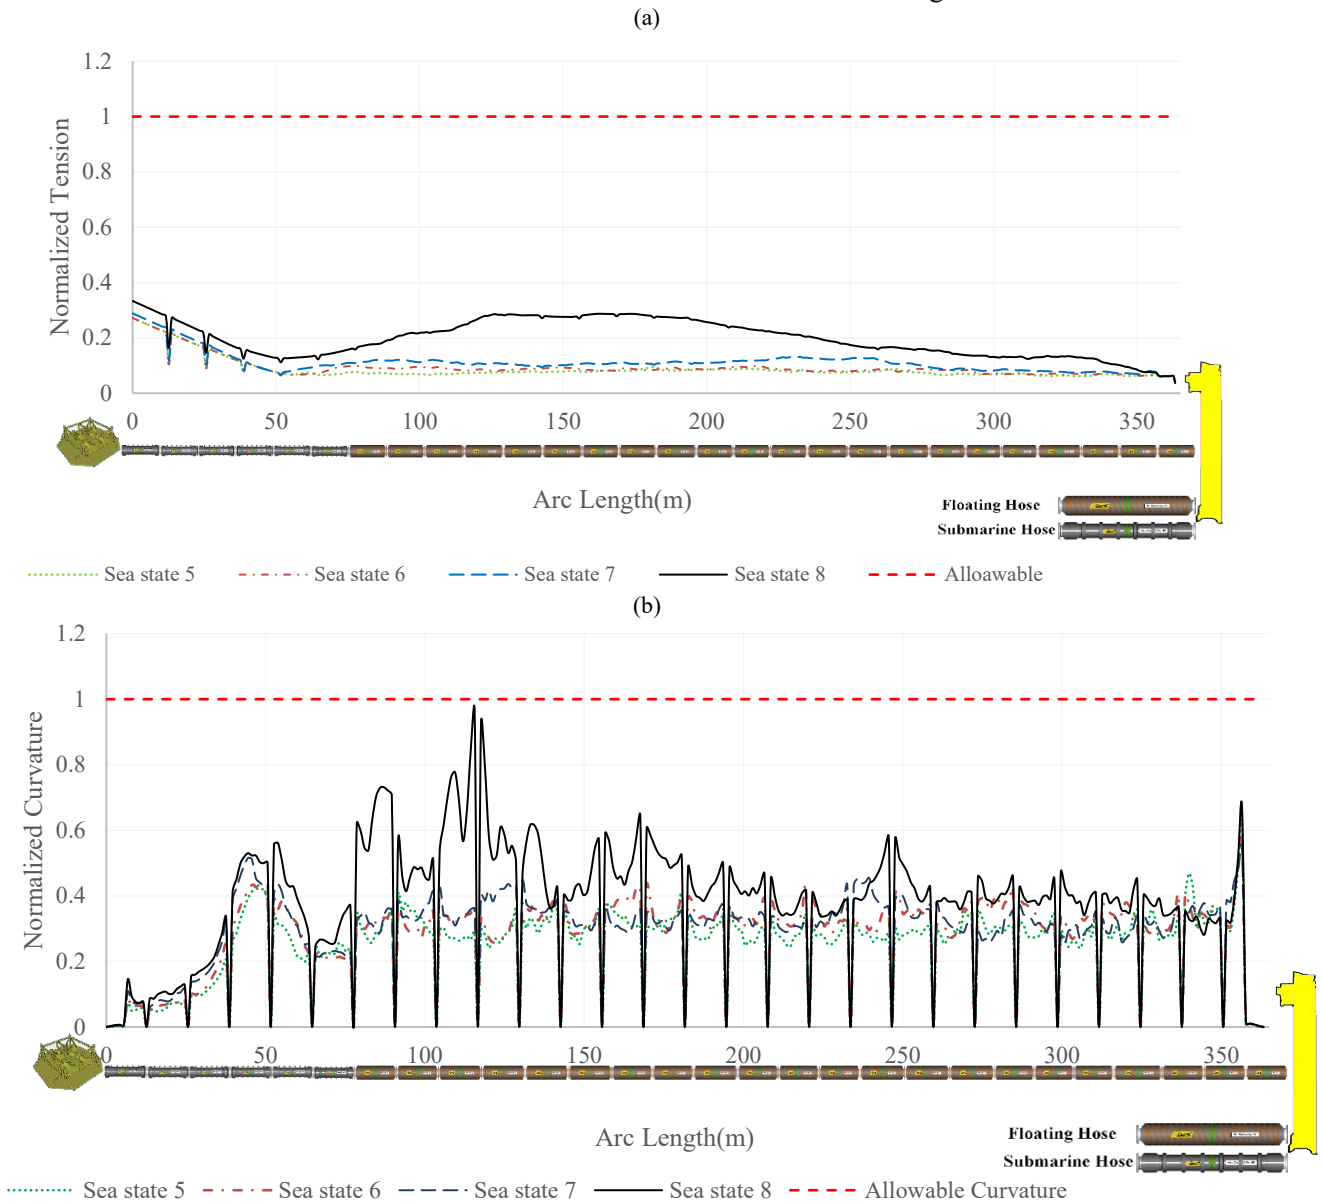 (a)
1.2
1
0.8
0.6
0.4
0.2
0
Normalized Tension
0 50 100 150 200 250 300 350
Arc Length(m)
Floating Hose
Submarine Hose
Sea state 5 Sea state 6 Sea state 7 Sea state 8 Alloawable
(b)
1.2
1
0.8
0.6
0.4
0.2
0
Normalized Curvature
0 50 100 150 200 250 300 350
Arc Length(m)
Floating Hose
Submarine Hose
Sea state 5 Sea state 6 Sea state 7 Sea state 8 Allowable Curvature